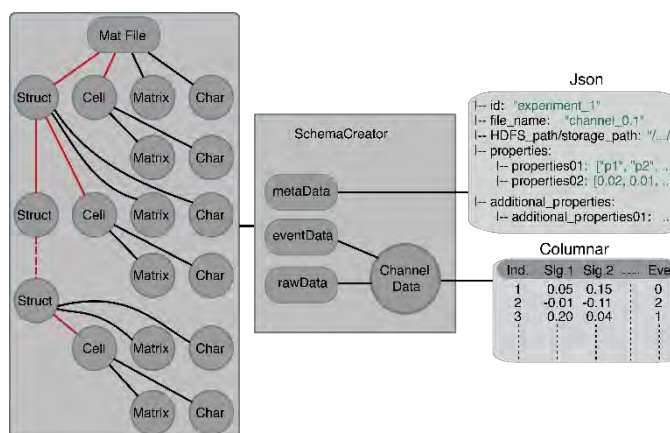 Mat File
Struct Cell Matrix Char
Matrix Char
Struct Cell Matrix Char
Matrix Char
Struct
Cell Matrix Char
Matrix Char
SchemaCreator
metaData
eventData
rawData
Channel
Data
Json
|-- id: "experiment_1"
|-- file_name: "channel_0.1"
|-- HDFS_path/storage_path: "/.../
|-- properties:
|-- properties01: ["p1", "p2", ...
|-- properties02: [0.02, 0.01, ...
|-- additional_properties:
|-- additional_properties01: ...
Columnar
Ind. Sig.1 Sig.2 ..... Eve
1 0.05 0.15 0
2 -0.01 -0.11 2
3 0.20 0.04 1